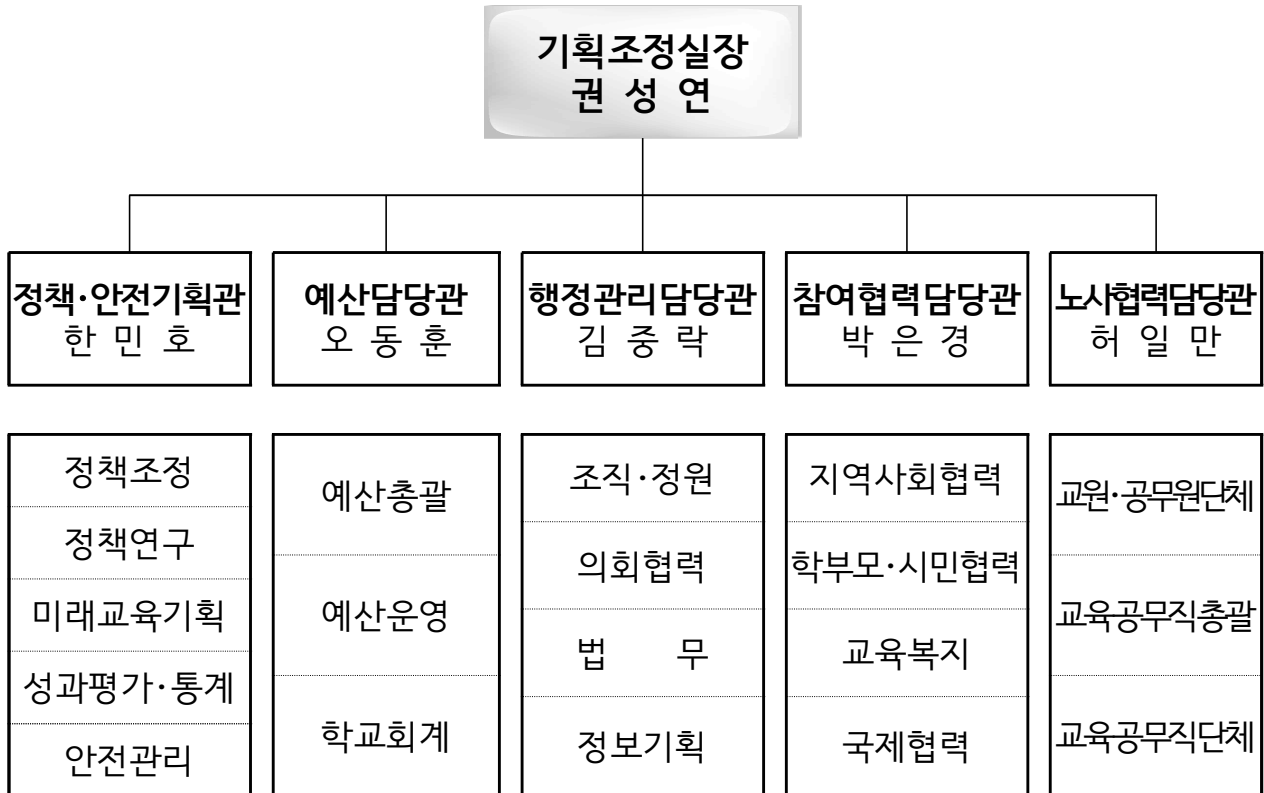 기획조정실장
권 성 연
정책·안전기획관
한 민 호
예산담당관
오 동 훈
행정관리담당관
김 중 락
참여협력담당관
박 은 경
노사협력담당관
허 일 만
정책조정
정책연구
미래교육기획
성과평가·통계
안전관리
예산총괄
예산운영
학교회계
조직·정원
의회협력
법 무
정보기획
지역사회협력
학부모·시민협력
교육복지
국제협력
교원·공무원단체
교육공무직총괄
교육공무직단체